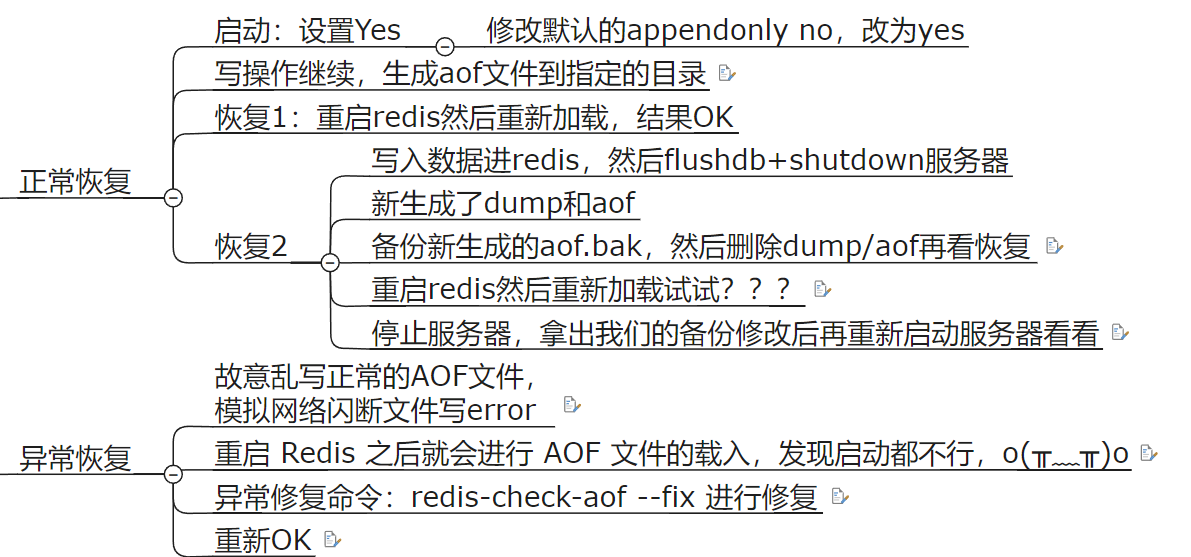 启动：设置Yes
修改默认的appendonly no，改为yes
写操作继续，生成aof文件到指定的目录
恢复1：重启redis然后重新加载，结果OK
正常恢复
恢复2
写入数据进redis，然后flushdb+shutdown服务器
新生成了dump和aof
备份新生成的aof.bak，然后删除dump/aof再看恢复
重启redis然后重新加载试试？？？
停止服务器，拿出我们的备份修改后再重新启动服务器看看
异常恢复
故意乱写正常的AOF文件，
模拟网络闪断文件写error
重启 Redis 之后就会进行 AOF 文件的载入，发现启动都不行，o(╥﹏╥)o
异常修复命令：redis-check-aof --fix 进行修复
重新OK